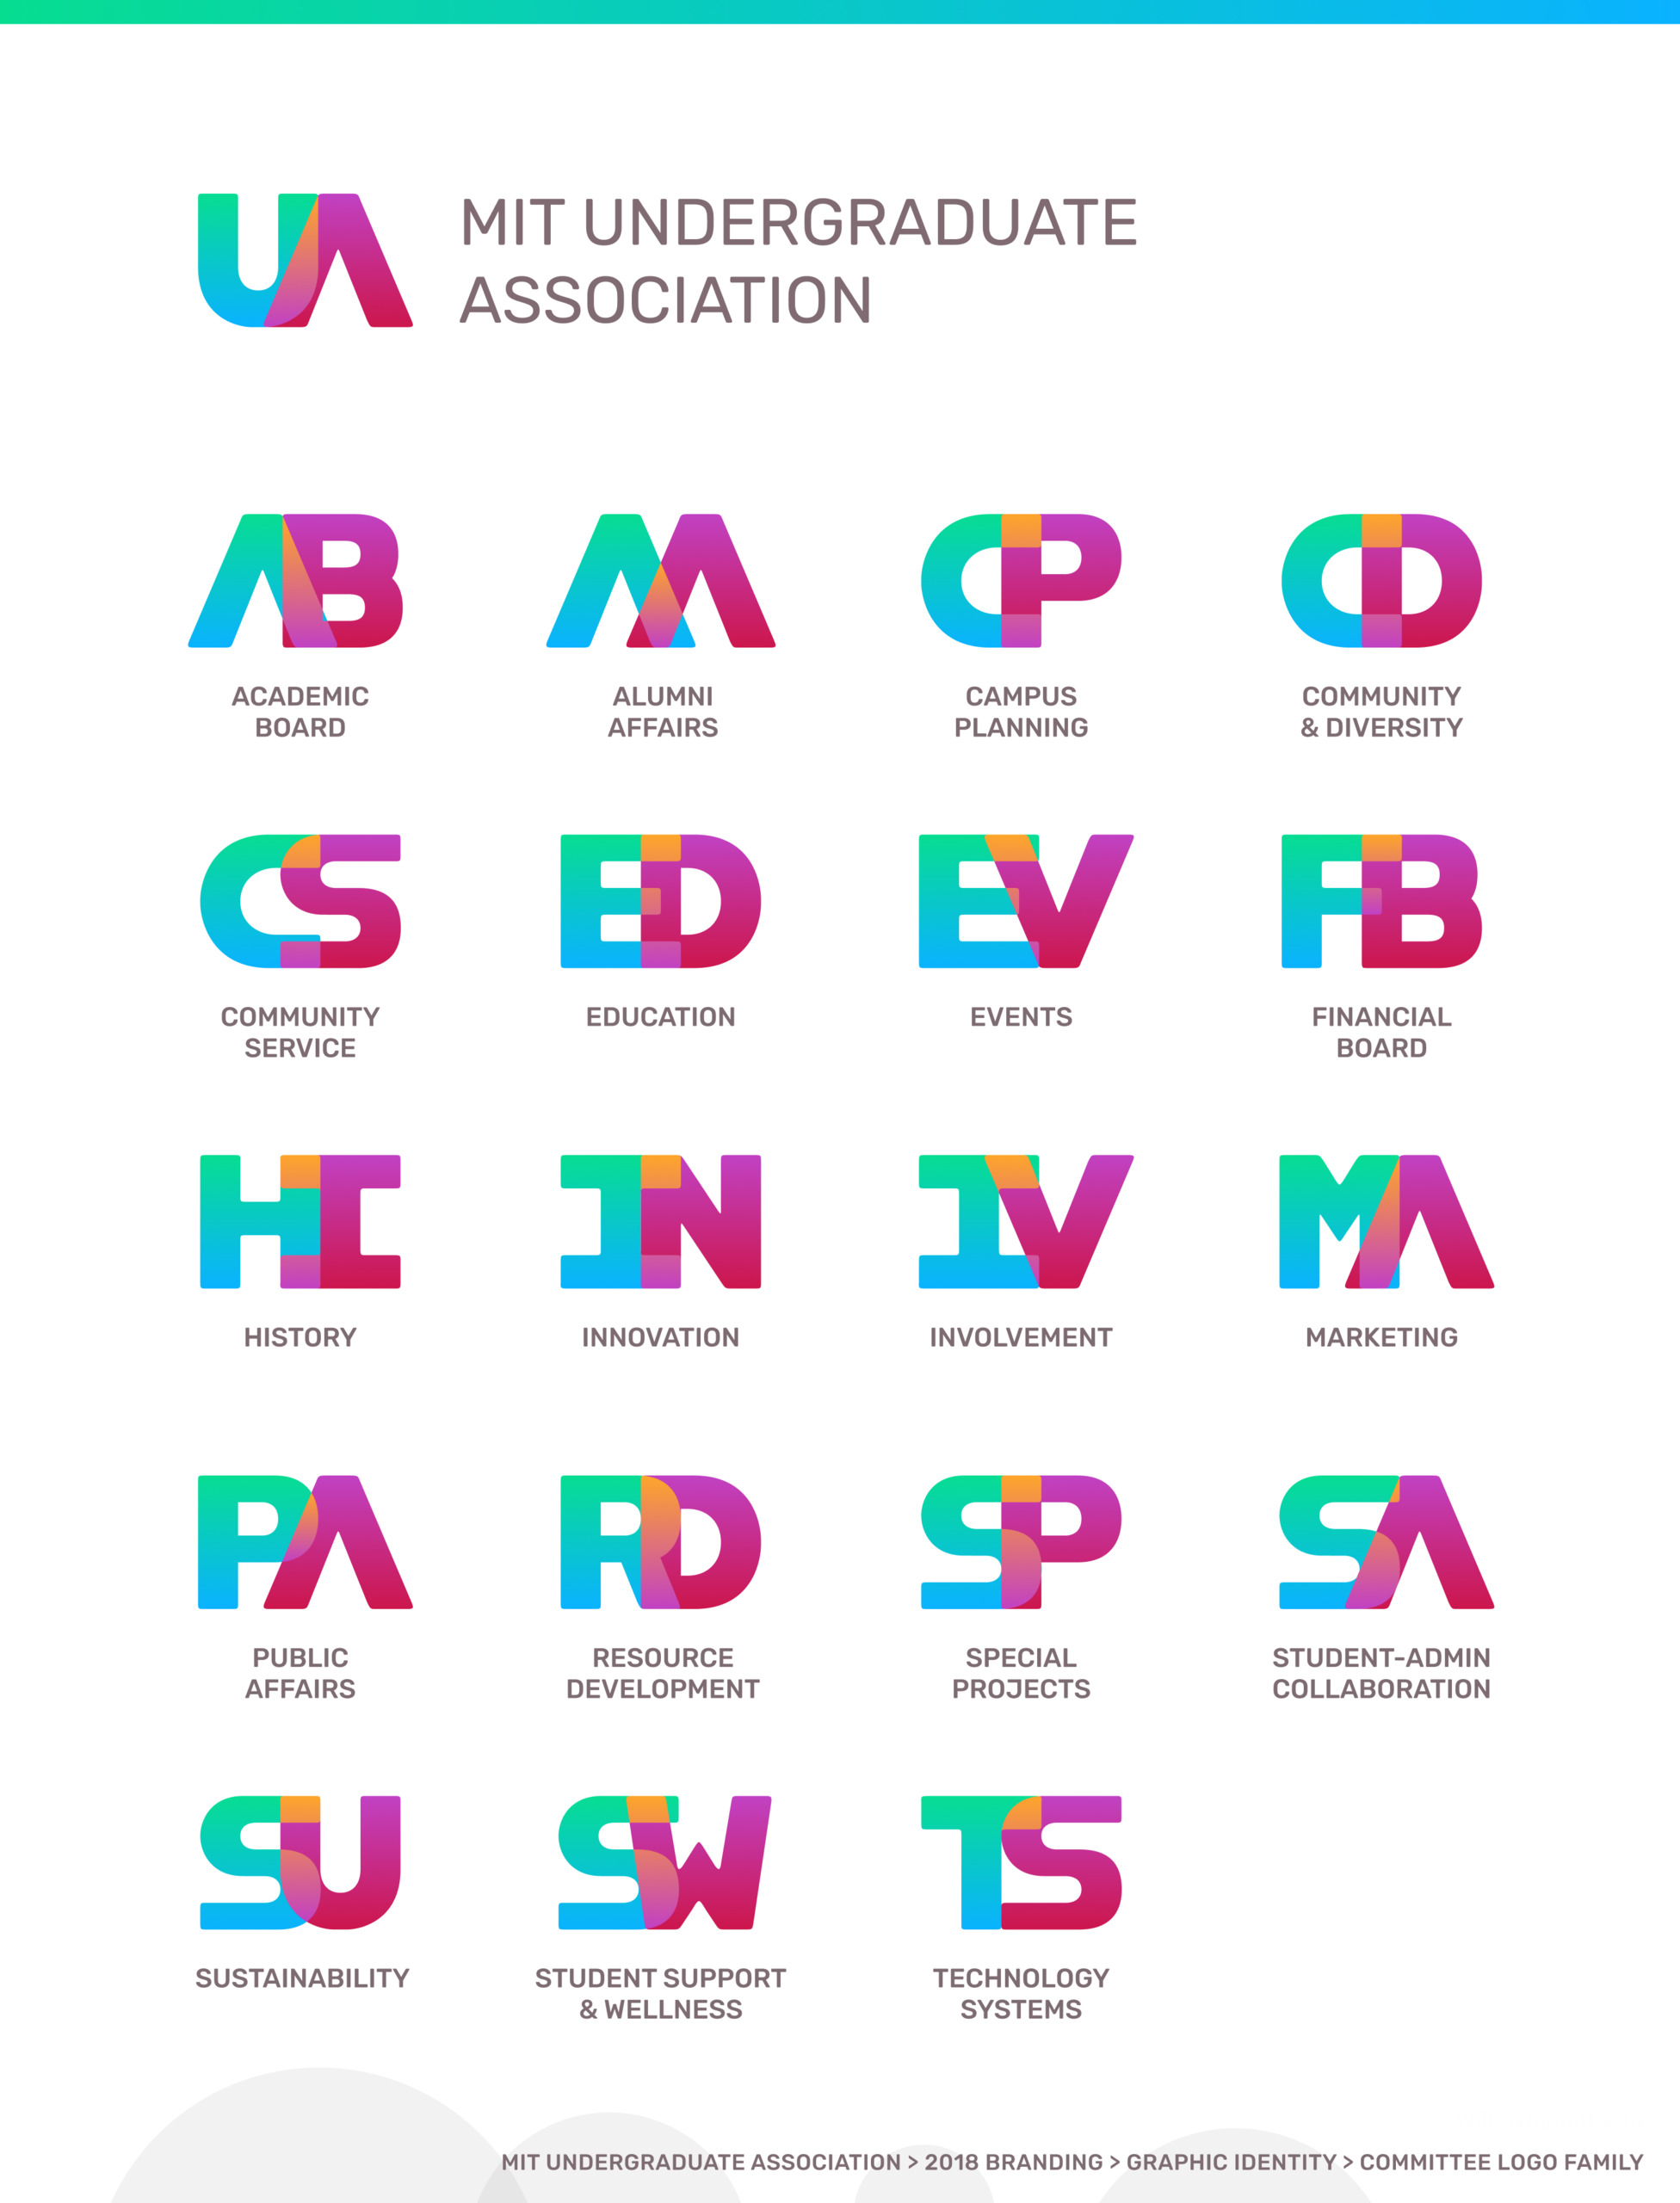 UA
MIT UNDERGRADUATE
ASSOCIATION
AB
ACADEMIC
BOARD
AA
ALUMNI
AFFAIRS
CP
CAMPUS
PLANNING
CD
COMMUNITY
& DIVERSITY
CS
COMMUNITY
SERVICE
ED
EDUCATION
EV
EVENTS
FB
FINANCIAL
BOARD
HI
HISTORY
IN
INNOVATION
IV
INVOLVEMENT
MA
MARKETING
PA
PUBLIC
AFFAIRS
RD
RESOURCE
DEVELOPMENT
SP
SPECIAL
PROJECTS
SA
STUDENT-ADMIN
COLLABORATION
SU
SUSTAINABILITY
SW
STUDENT SUPPORT
& WELLNESS
TS
TECHNOLOGY
SYSTEMS
MIT UNDERGRADUATE ASSOCIATION > 2018 BRANDING > GRAPHIC IDENTITY > COMMITTEE LOGO FAMILY